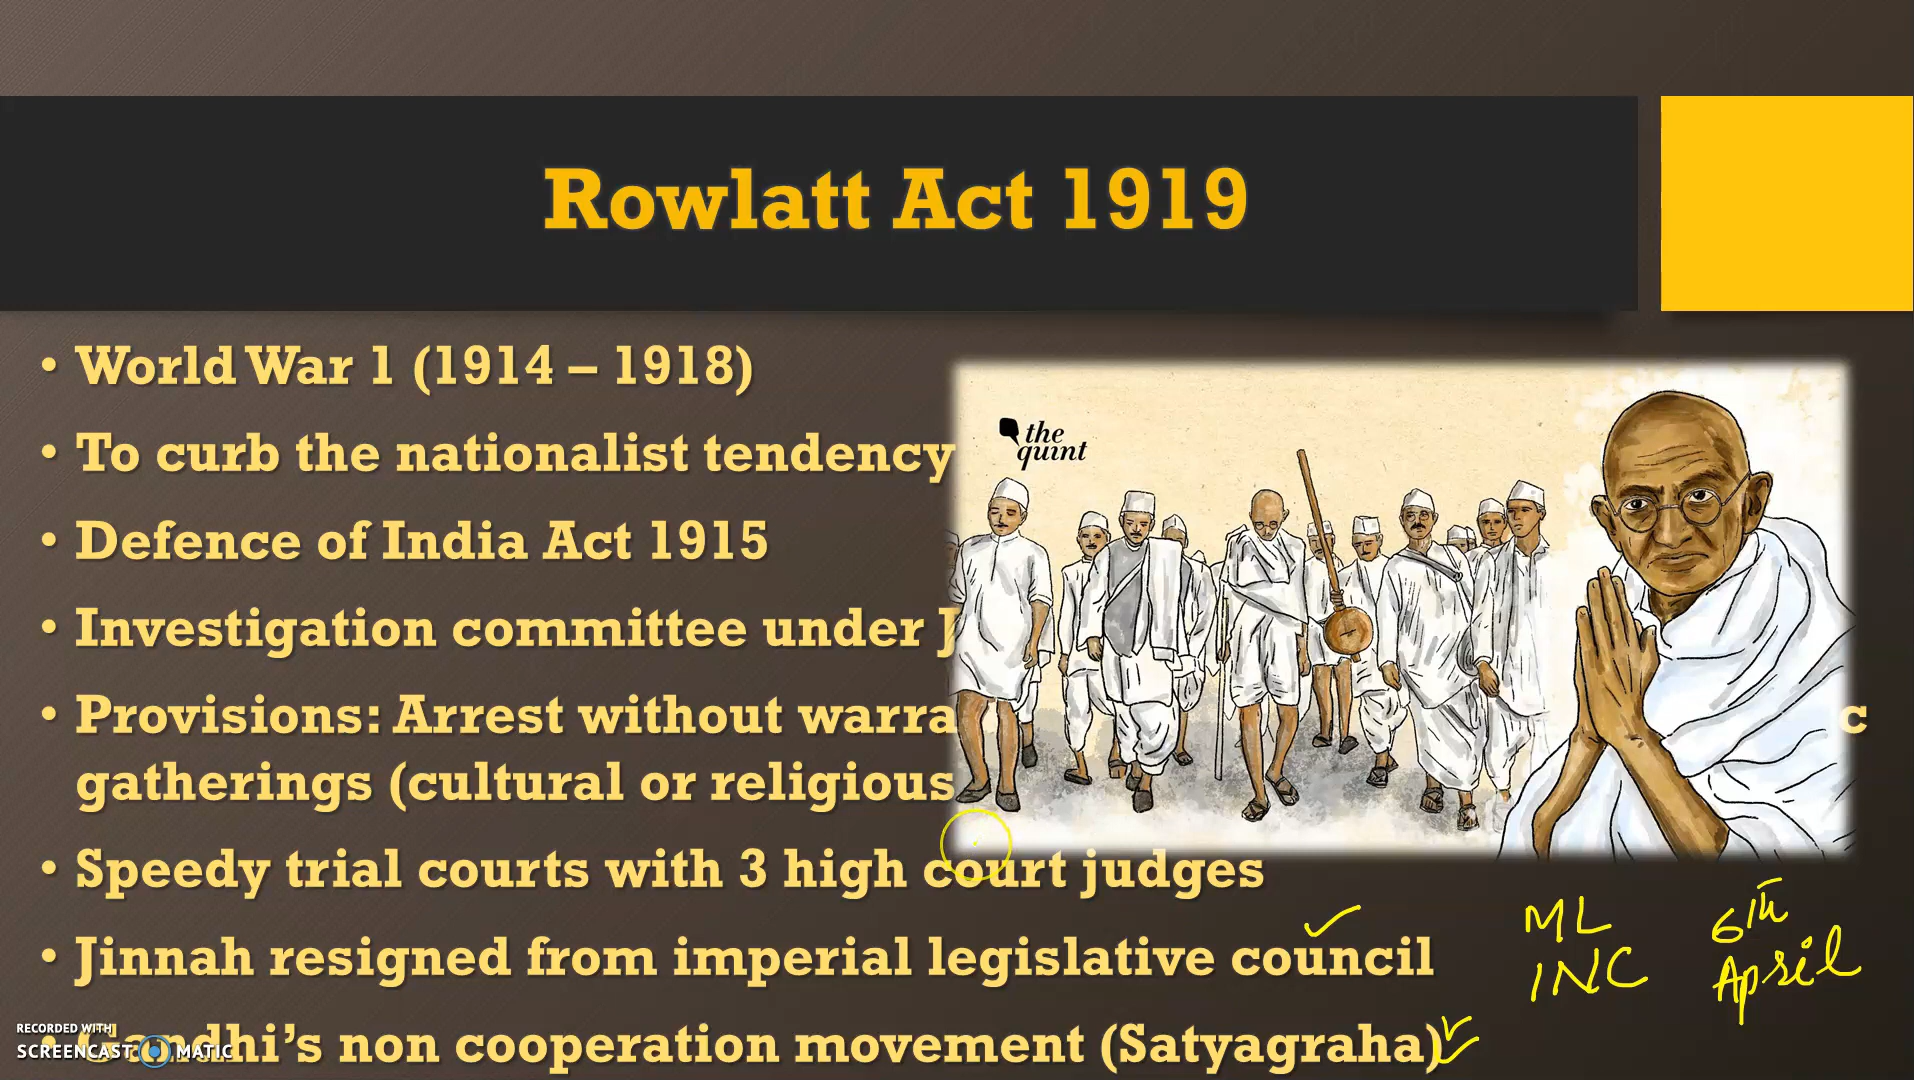 Rowlatt Act 1919
• World War 1 (1914 – 1918)
• To curb the nationalist tendency
• Defence of India Act 1915
• Investigation committee under J
• Provisions: Arrest without warra
c
gatherings (cultural or religious
• Speedy trial courts with 3 high court judges
• Jinnah resigned from imperial legislative council
• Gandhi's non cooperation movement (Satyagraha)
the
quint
ML
INC
6th
April
RECORDED WITH
SCREENCAST MATIC